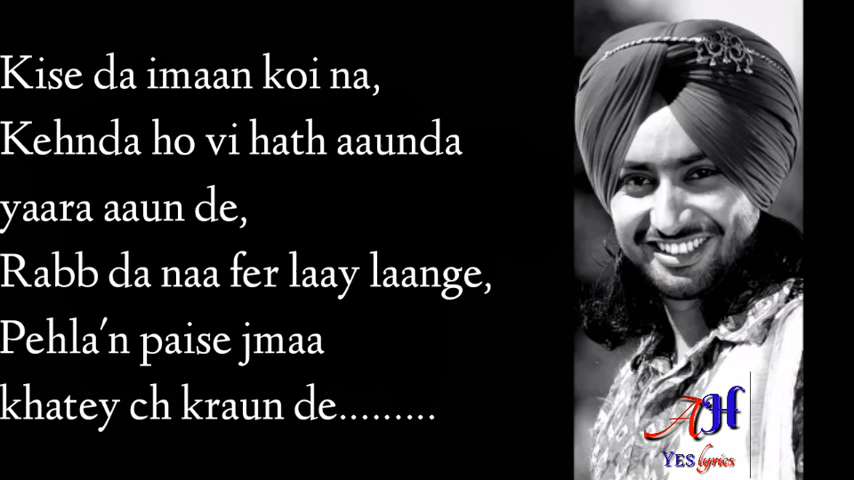 Kise da imaan koi na,
Kehnda ho vi hath aaunda
yaara aaun de,
Rabb da naa fer laay laange,
Pehla'n paise jmaa
khatey ch kraun de.........
AH
YES lyrics